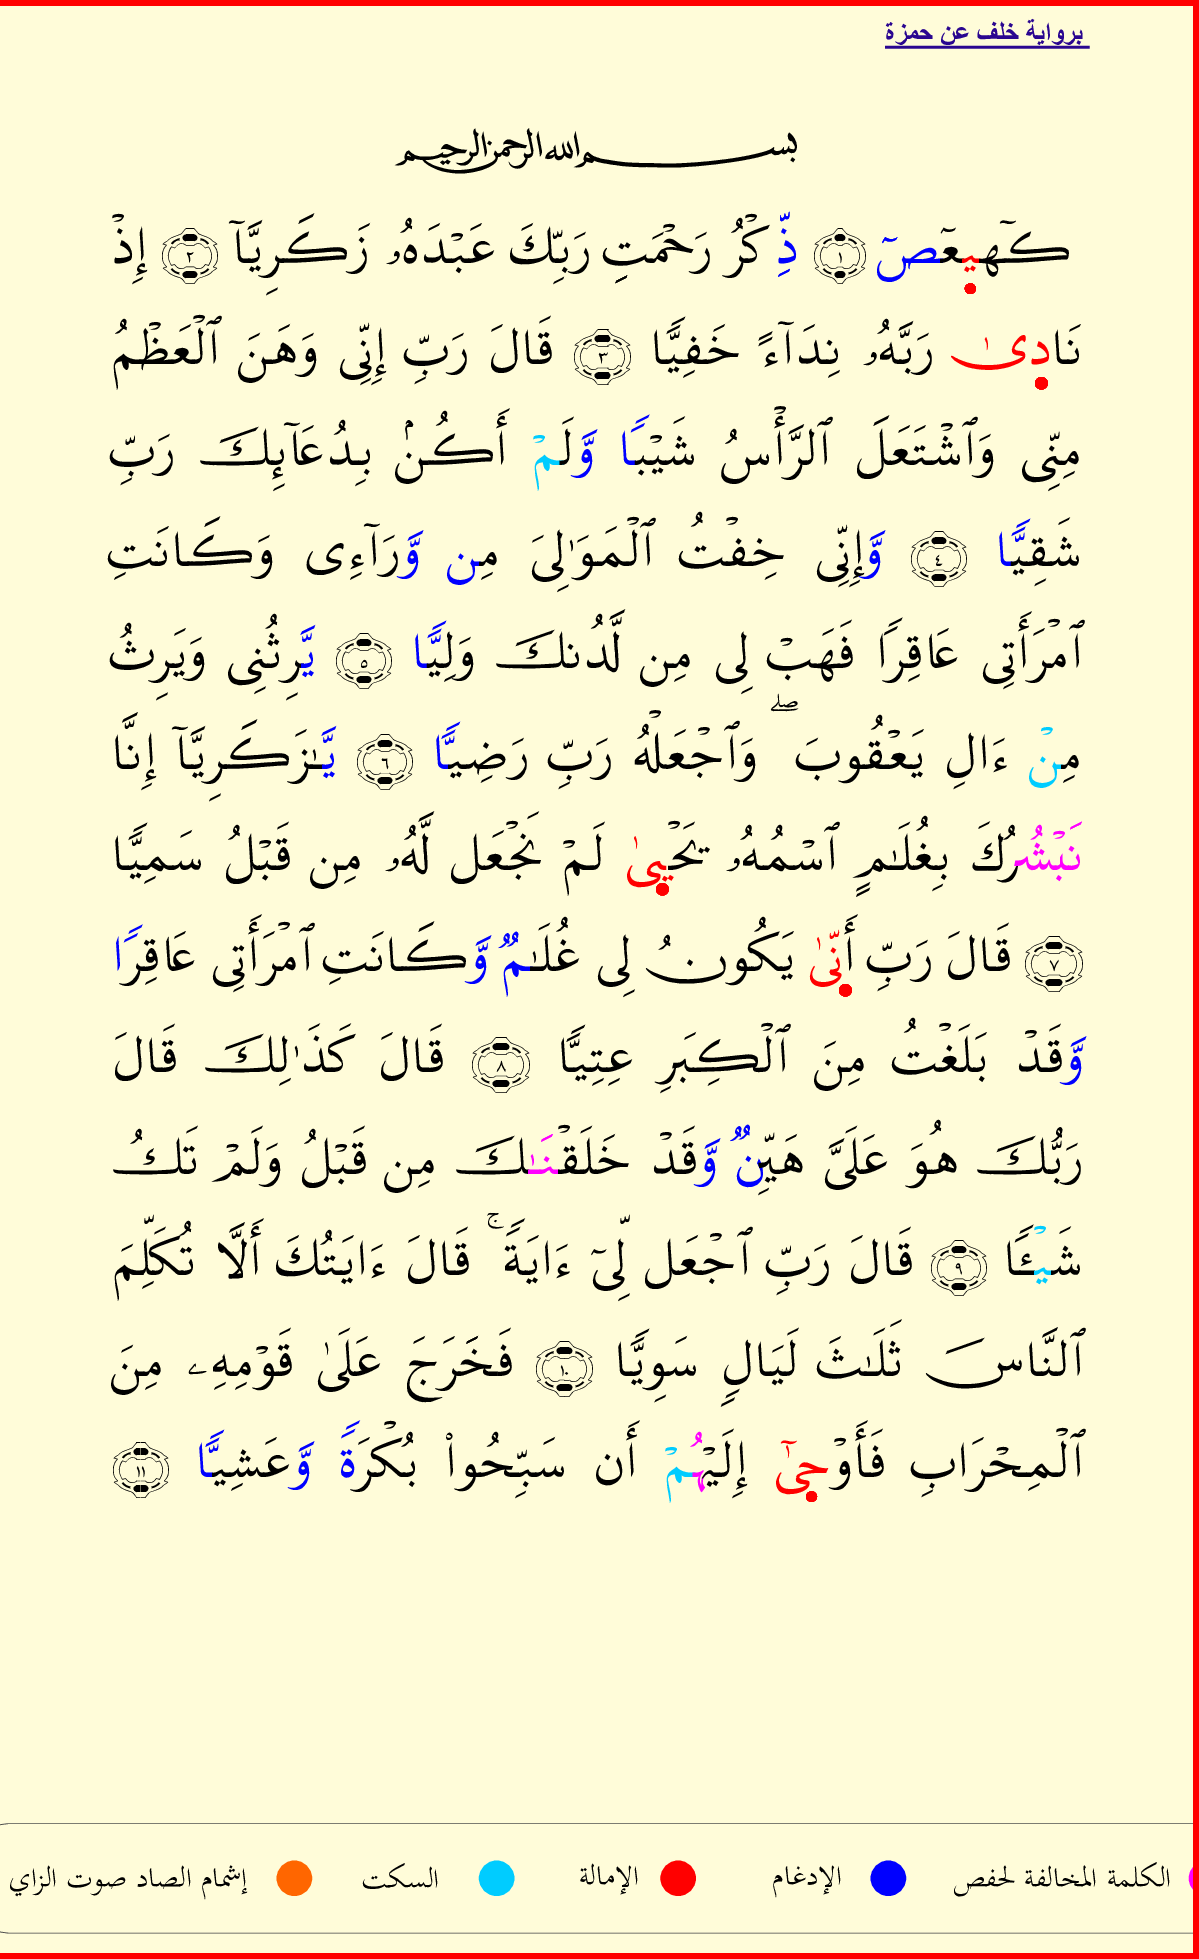 برواية خلف عن حمزة
بسم الله الرحمن الرحيم
كٓهيعٓصٓ ١ ذِّكْرُ رَحْمَتِ رَبِّكَ عَبْدَهُۥ زَكَرِيَّآ ٢ إِذْ
نَادِىٰ رَبَّهُۥ نِدَآءً خَفِيًّا ٣ قَالَ رَبِّ إِنِّى وَهَنَ ٱلْعَظْمُ
مِنِّى وَٱشْتَعَلَ ٱلرَّأْسُ شَيْبًا وَّلَمْ أَكُنۢ بِدُعَآئِكَ رَبِّ
شَقِيًّا ٤ وَّإِنِّى خِفْتُ ٱلْمَوَٰلِىَ مِن وَّرَآءِى وَكَانَتِ
ٱمْرَأَتِى عَاقِرًا فَهَبْ لِى مِن لَّدُنكَ وَلِيًّا ٥ يَّرِثُنِى وَيَرِثُ
مِنْ ءَالِ يَعْقُوبَ ۖ وَٱجْعَلْهُ رَبِّ رَضِيًّا ٦ يَّـٰزَكَرِيَّآ إِنَّا
نَبْشُرُكَ بِغُلَـٰمٍ ٱسْمُهُۥ يَحْيِىٰ لَمْ نَجْعَل لَّهُۥ مِن قَبْلُ سَمِيًّا
٧ قَالَ رَبِّ أَنِّىٰ يَكُونُ لِى غُلَـٰمٌ وَّكَانَتِ ٱمْرَأَتِى عَاقِرًا
وَّقَدْ بَلَغْتُ مِنَ ٱلْكِبَرِ عِتِيًّا ٨ قَالَ كَذَٰلِكَ قَالَ
رَبُّكَ هُوَ عَلَىَّ هَيِّنٌ وَّقَدْ خَلَقْنَـٰكَ مِن قَبْلُ وَلَمْ تَكُ
شَيْـًٔا ٩ قَالَ رَبِّ ٱجْعَل لِّىٓ ءَايَةً ۚ قَالَ ءَايَتُكَ أَلَّا تُكَلِّمَ
ٱلنَّاسَ ثَلَـٰثَ لَيَالٍ سَوِيًّا ١٠ فَخَرَجَ عَلَىٰ قَوْمِهِۦ مِنَ
ٱلْمِحْرَابِ فَأَوْحِىٰٓ إِلَيْهُمْ أَن سَبِّحُوا۟ بُكْرَةً وَّعَشِيًّا ١١
الكلمة المخالفة لحفص الإدغام الإمالة السكت إشمام الصاد صوت الزاي